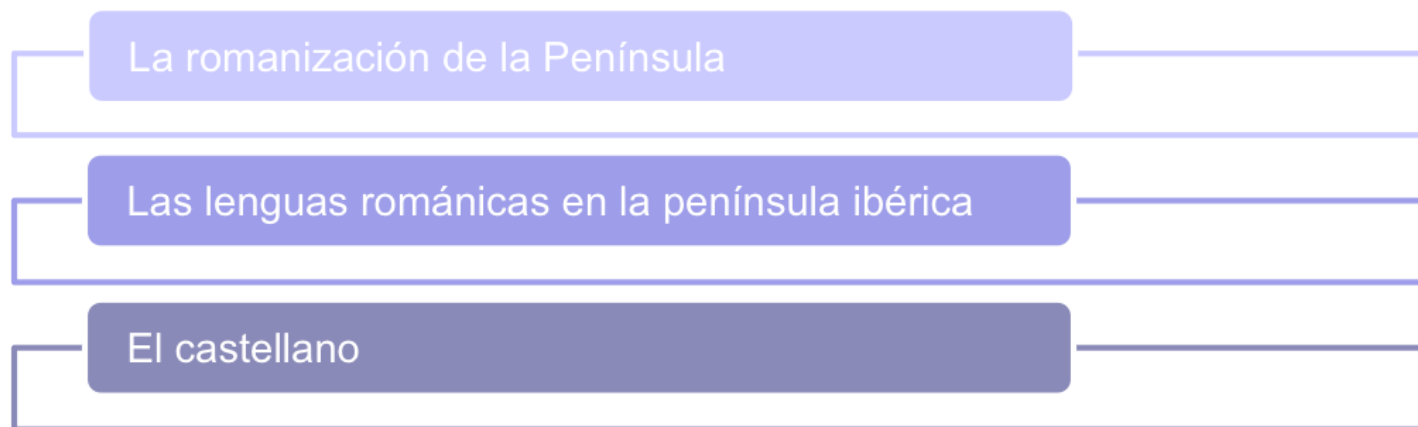 La romanización de la Península
Las lenguas románicas en la península ibérica
El castellano